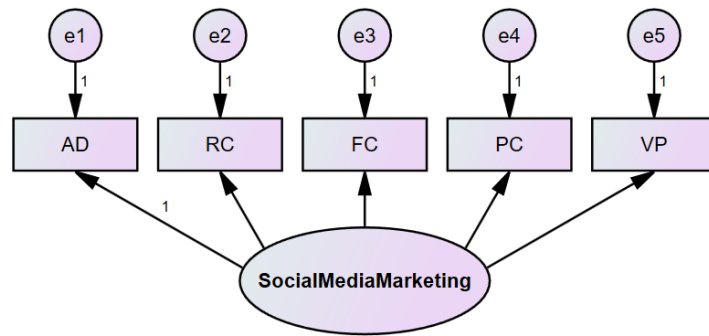 e1 e2 e3 e4 e5
1 1 1 1 1
AD RC FC PC VP
1
SocialMediaMarketing